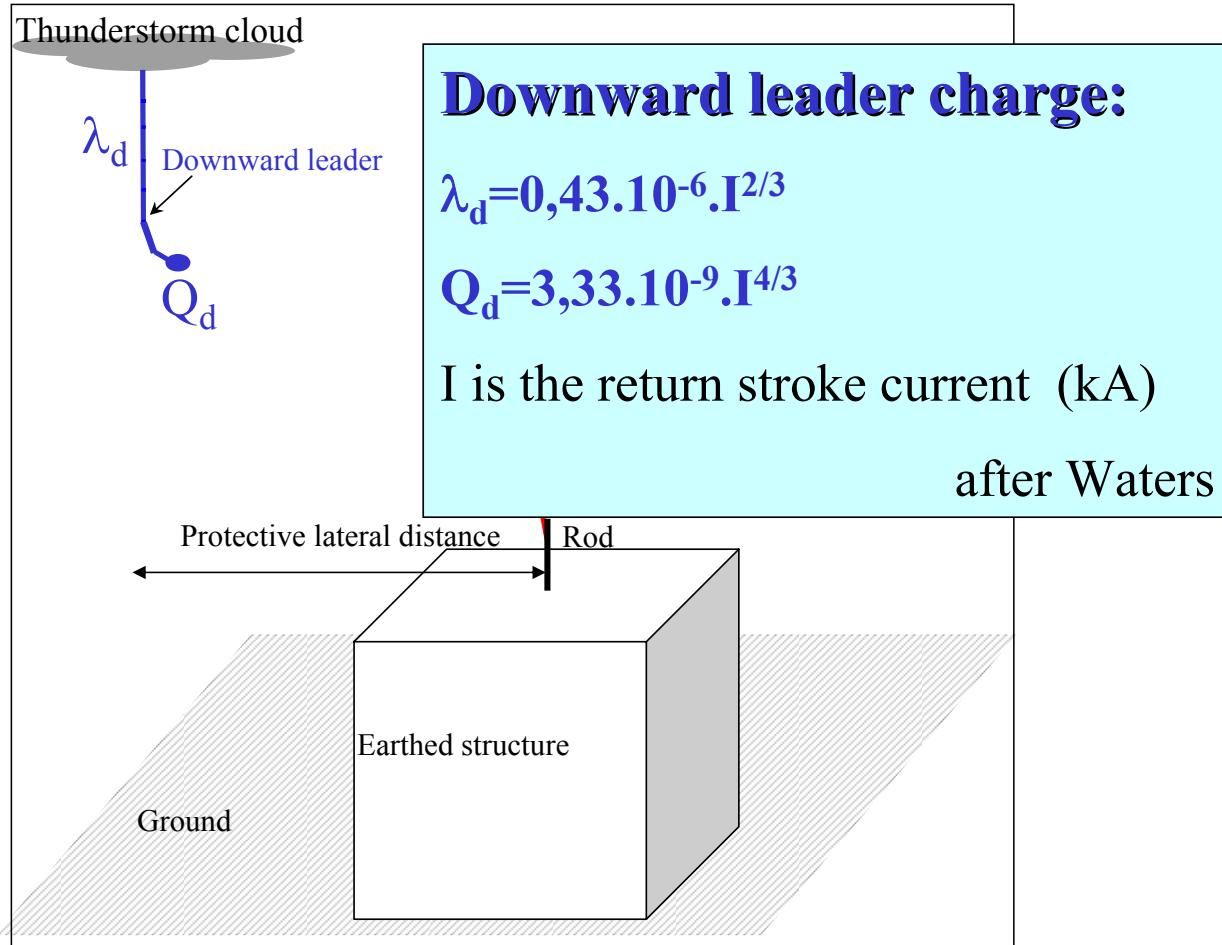 Thunderstorm cloud
Downward leader charge:
λd=0,43.10-6.I2/3
Qd=3,33.10-9.I4/3
I is the return stroke current (kA)
after Waters
λd
Downward leader
Qd
Protective lateral distance
Rod
Earthed structure
Ground